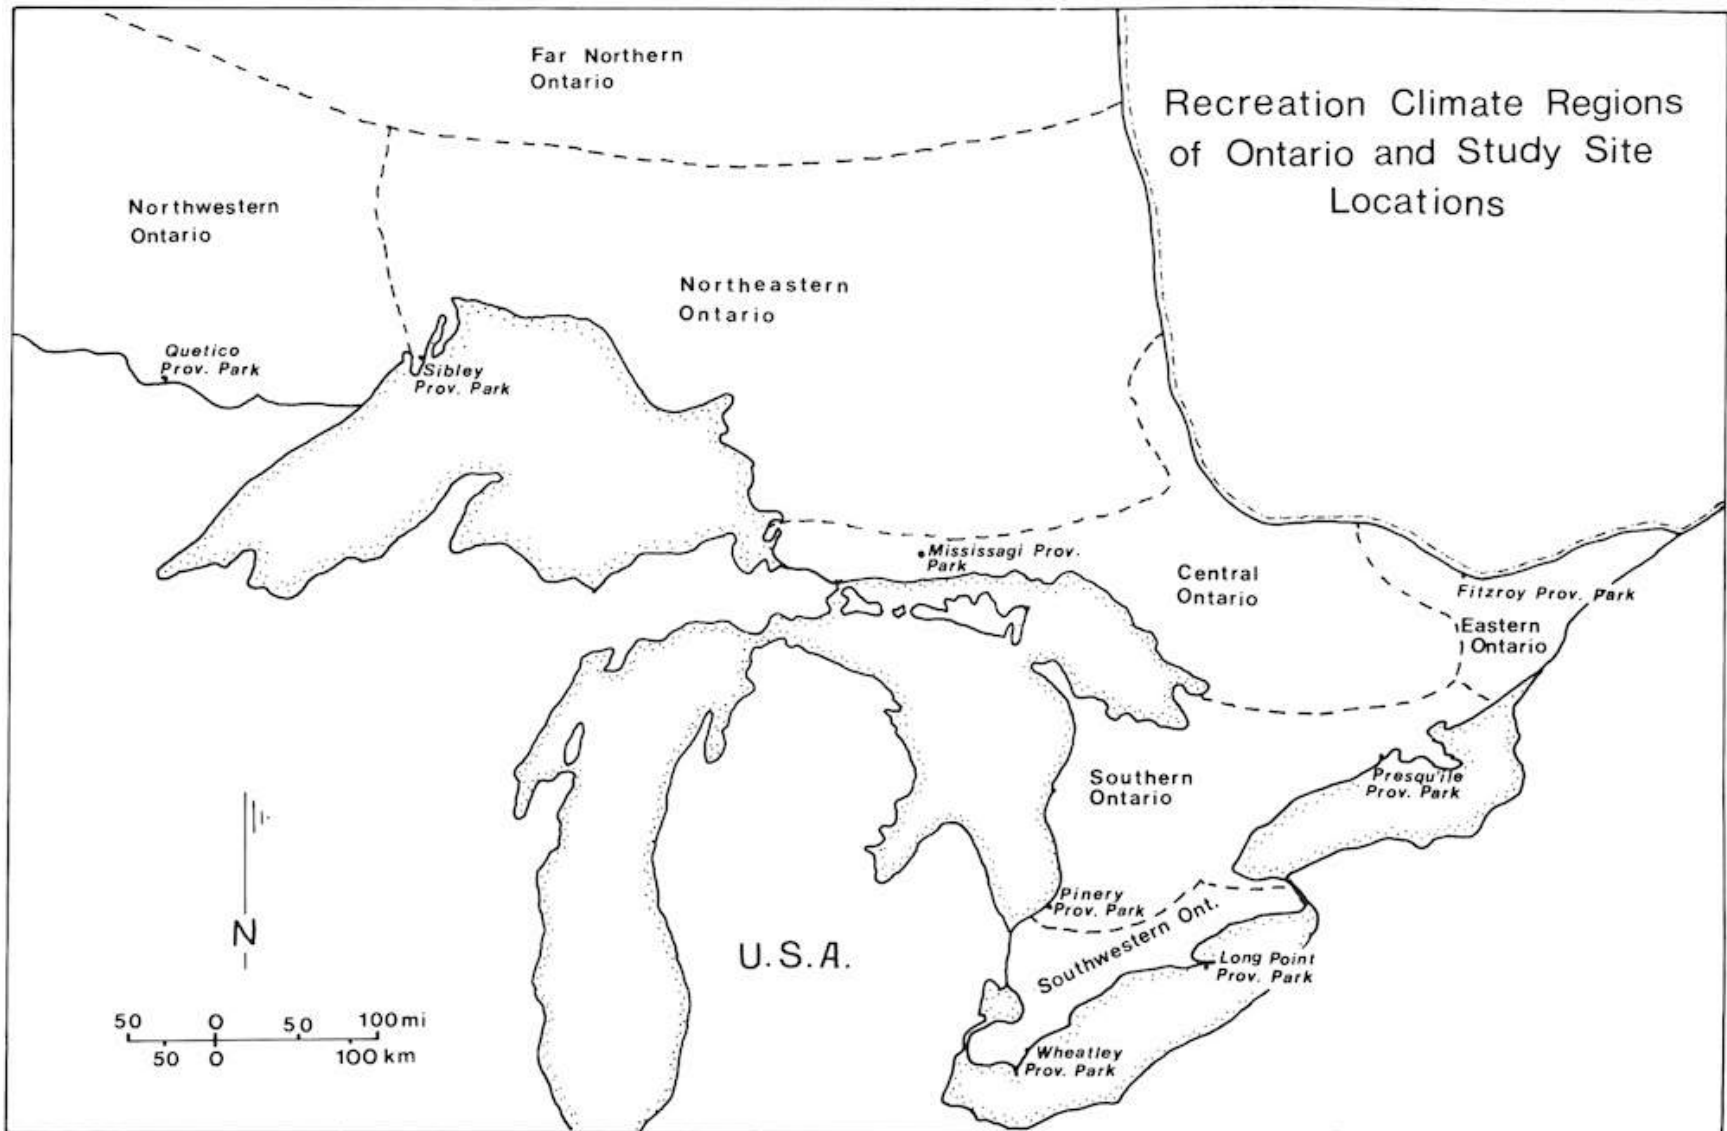 Far Northern
Ontario
Recreation Climate Regions
of Ontario and Study Site
Locations
Northwestern
Ontario
Northeastern
Ontario
Quetico
Prov. Park
Sibley
Prov. Park
Mississagi Prov.
Park
Central
Ontario
Fitzroy Prov. Park
Eastern
Ontario
Southern
Ontario
Presqu'ile
Prov. Park
Pinery
Prov. Park
Southwestern Ont.
U.S.A.
Long Point
Prov. Park
N
50 0 50 100 mi
50 0 100 km
Wheatley
Prov. Park